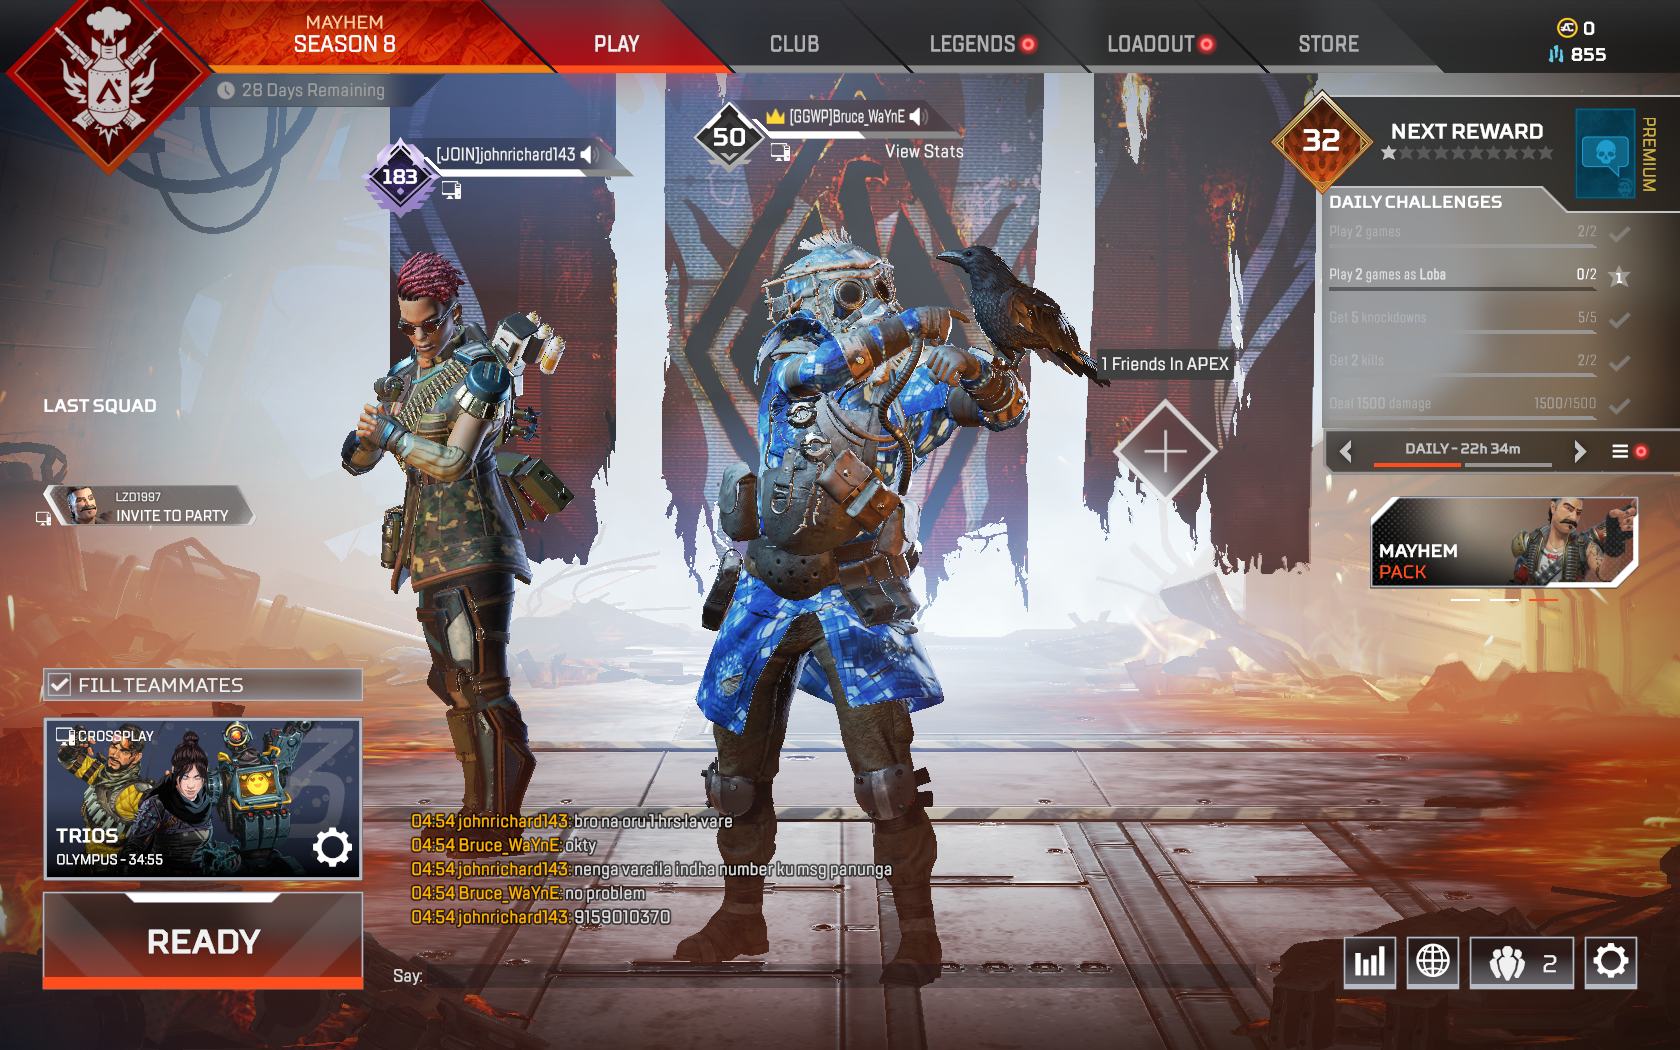 MAYHEM
SEASON 8
PLAY
CLUB
LEGENDS
LOADOUT
STORE
0
855
28 Days Remaining
[JOIN]johnrichard143
183
[GGWP]Bruce_WaYnE
50
View Stats
32
NEXT REWARD
PREMIUM
DAILY CHALLENGES
Play 2 games 2/2
Play 2 games as Loba 0/2 1
Get 5 knockdowns 5/5
Get 2 kills 2/2
Deal 1500 damage 1500/1500
DAILY - 22h 34m
1 Friends In APEX
LAST SQUAD
LZD1997
INVITE TO PARTY
MAYHEM
PACK
FILL TEAMMATES
CROSSPLAY
TRIOS
OLYMPUS - 34:55
READY
04:54 johnrichard143: bro na oru 1 hrs la vare
04:54 Bruce_WaYnE: okty
04:54 johnrichard143: nenga varaila indha number ku msg panunga
04:54 Bruce_WaYnE: no problem
04:54 johnrichard143: 9159010370
Say:
2